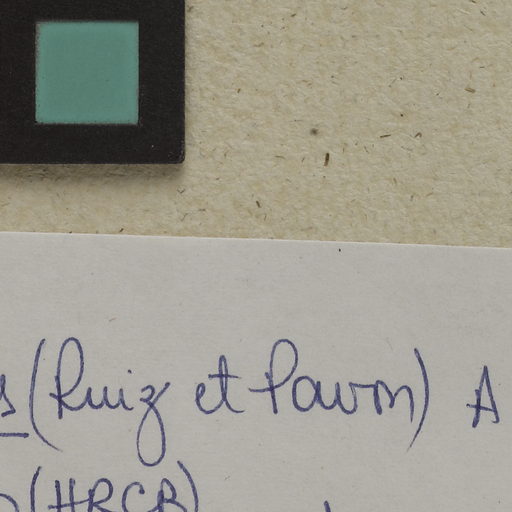 s (Ruiz et Pavon) A
(HRCB)